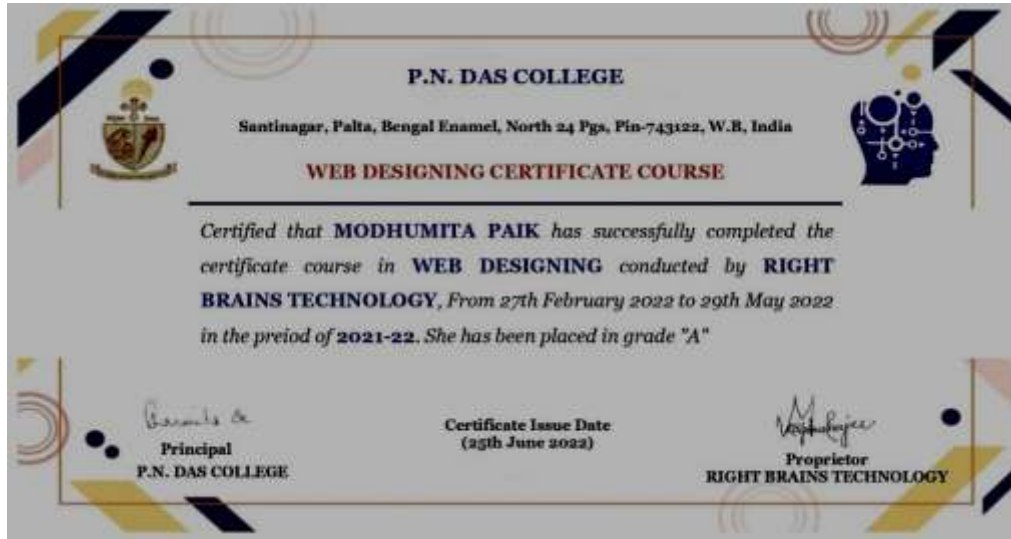 P.N. DAS COLLEGE
Santinagar, Palta, Bengal Enamel, North 24 Pgs, Pin-743122, W.B, India
WEB DESIGNING CERTIFICATE COURSE
Certified that MODHUMITA PAIK has successfully completed the
certificate course in WEB DESIGNING conducted by RIGHT
BRAINS TECHNOLOGY, From 27th February 2022 to 29th May 2022
in the preiod of 2021-22. She has been placed in grade "A"
Principal
P.N. DAS COLLEGE
Certificate Issue Date
(25th June 2022)
Proprietor
RIGHT BRAINS TECHNOLOGY